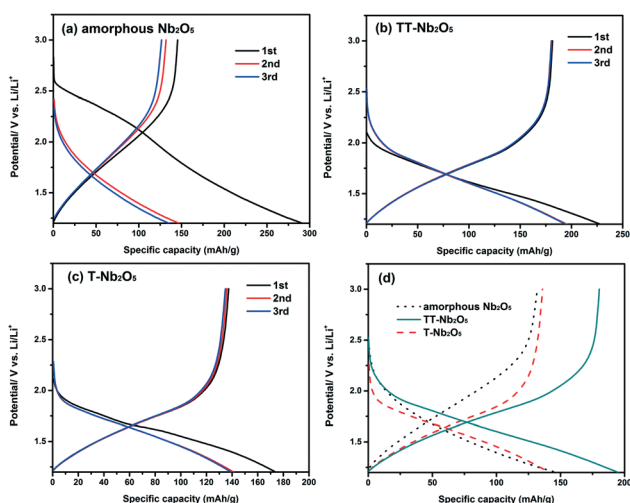 (a) amorphous Nb₂O₅
1st
2nd
3rd
Potential/ V vs. Li/Li⁺
3.0
2.5
2.0
1.5
0 50 100 150 200 250 300
Specific capacity (mAh/g)
(b) TT-Nb₂O₅
1st
2nd
3rd
Potential/ V vs. Li/Li⁺
3.0
2.5
2.0
1.5
0 50 100 150 200 250
Specific capacity (mAh/g)
(c) T-Nb₂O₅
1st
2nd
3rd
Potential/ V vs. Li/Li⁺
3.0
2.5
2.0
1.5
0 20 40 60 80 100 120 140 160 180 200
Specific capacity (mAh/g)
(d)
amorphous Nb₂O₅
TT-Nb₂O₅
T-Nb₂O₅
Potential/ V vs. Li/Li⁺
3.0
2.5
2.0
1.5
0 50 100 150 200
Specific capacity (mAh/g)